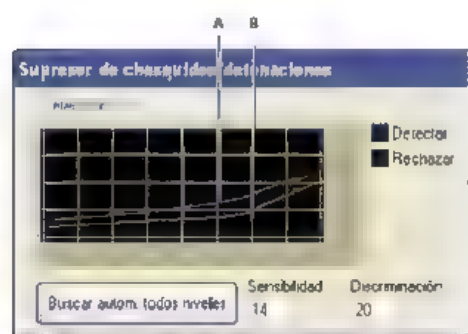 A B
Supresor de chasquidos/detonaciones
Detectar
Rechazar
Buscar autom. todos niveles
Sensibilidad
14
Discriminación
20